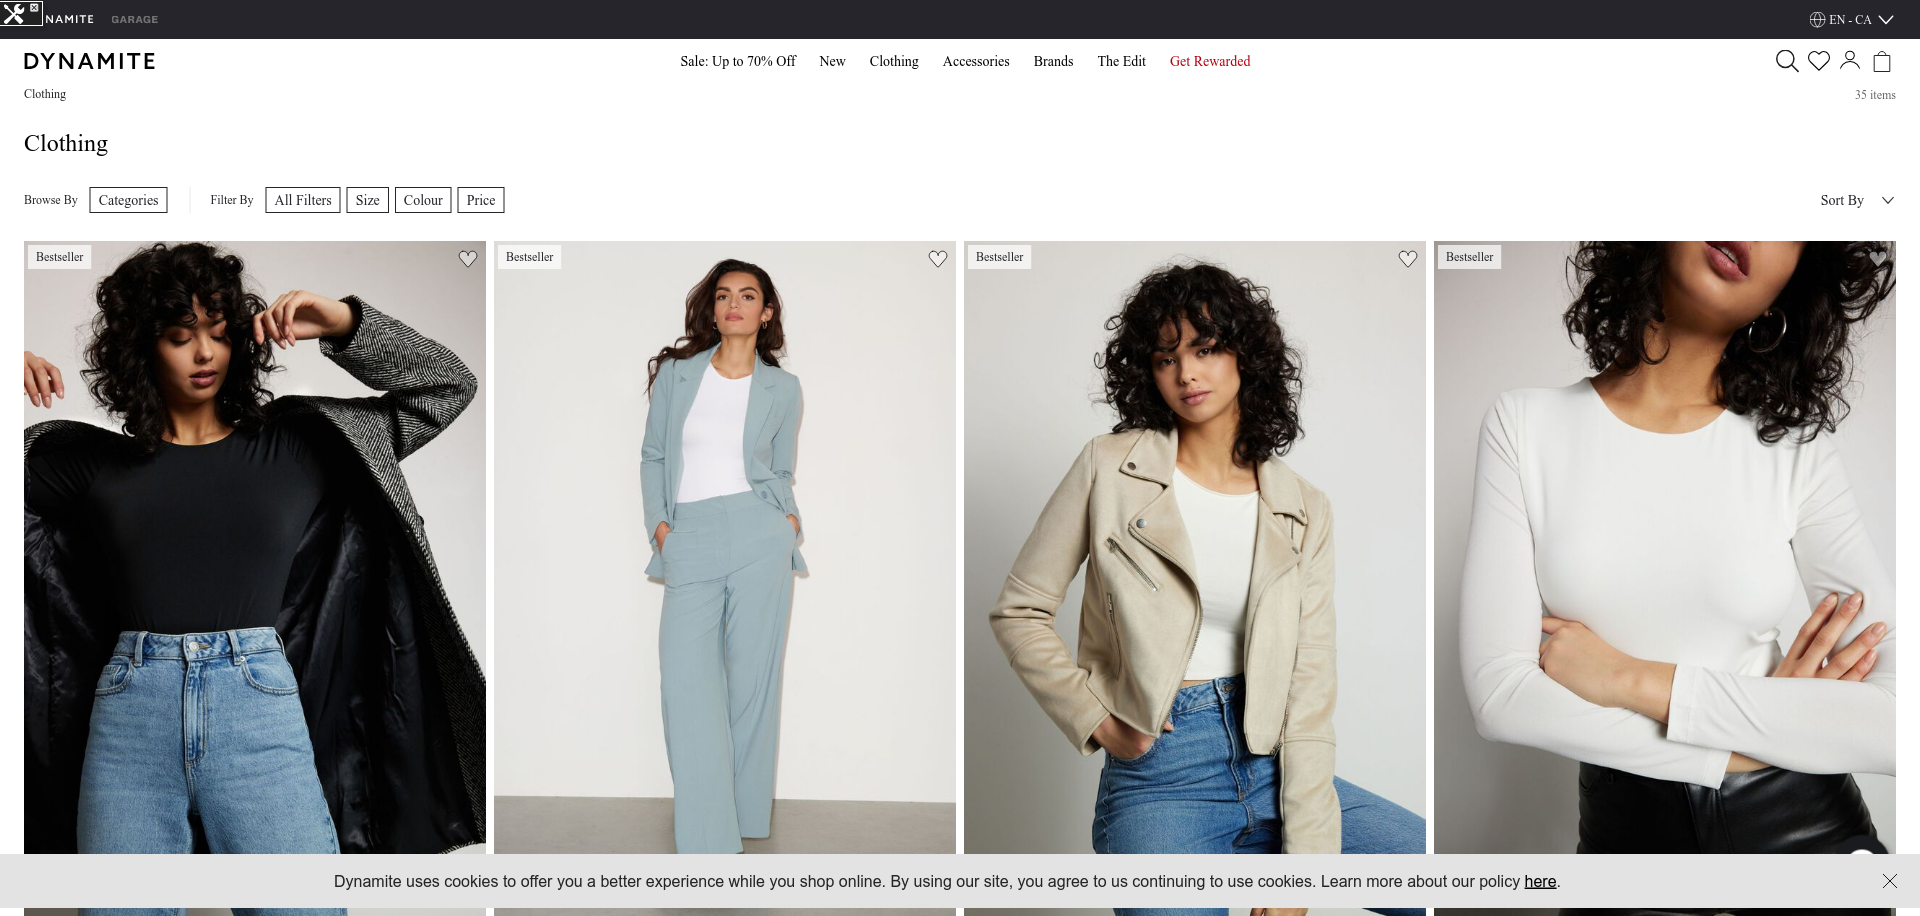 NAMITE
GARAGE
EN - CA
DYNAMITE
Sale: Up to 70% Off
New
Clothing
Accessories
Brands
The Edit
Get Rewarded
Clothing
35 items
Clothing
Browse By
Categories
Filter By
All Filters
Size
Colour
Price
Sort By
Bestseller
Bestseller
Bestseller
Bestseller
Dynamite uses cookies to offer you a better experience while you shop online. By using our site, you agree to us continuing to use cookies. Learn more about our policy here.